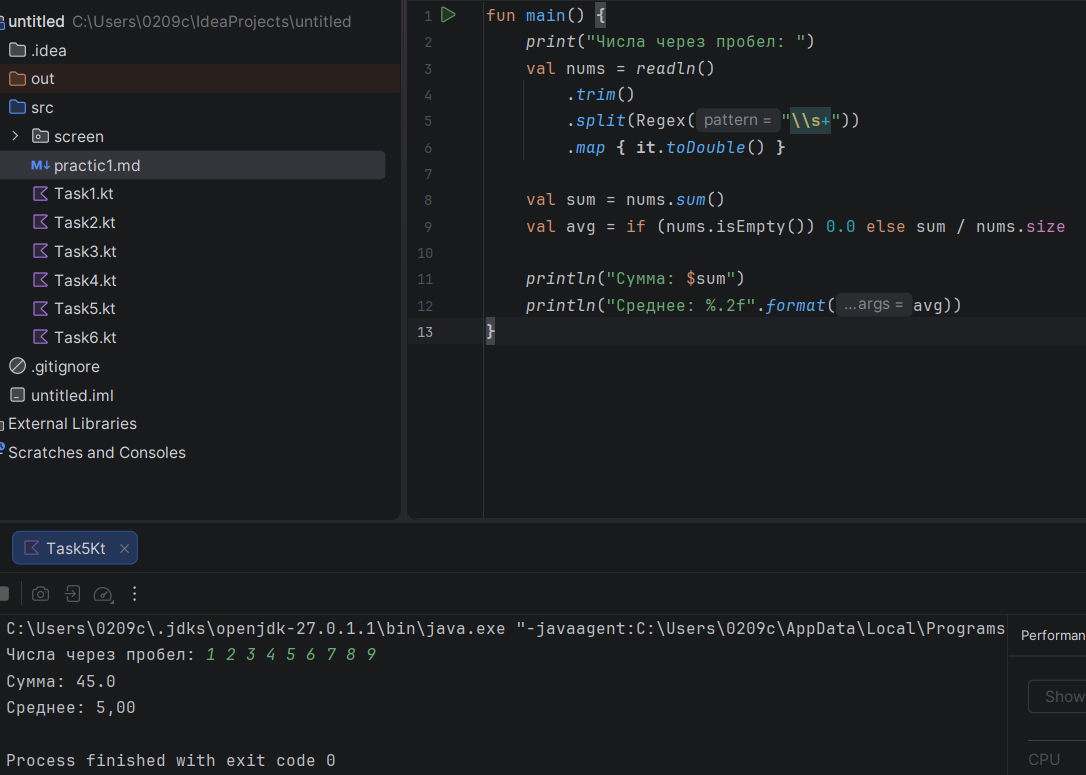 untitled C:\Users\0209c\IdeaProjects\untitled
.idea
out
src
screen
M↓ practic1.md
Task1.kt
Task2.kt
Task3.kt
Task4.kt
Task5.kt
Task6.kt
.gitignore
untitled.iml
External Libraries
Scratches and Consoles
1 fun main() {
2 print("Числа через пробел: ")
3 val nums = readln()
4 .trim()
5 .split(Regex( pattern = "\\s+"))
6 .map { it.toDouble() }
7
8 val sum = nums.sum()
9 val avg = if (nums.isEmpty()) 0.0 else sum / nums.size
10
11 println("Сумма: $sum")
12 println("Среднее: %.2f".format( ...args = avg))
13 }
Task5Kt
C:\Users\0209c\.jdks\openjdk-27.0.1.1\bin\java.exe "-javaagent:C:\Users\0209c\AppData\Local\Programs
Числа через пробел: 1 2 3 4 5 6 7 8 9
Сумма: 45.0
Среднее: 5,00
Process finished with exit code 0
Performan
Show
CPU